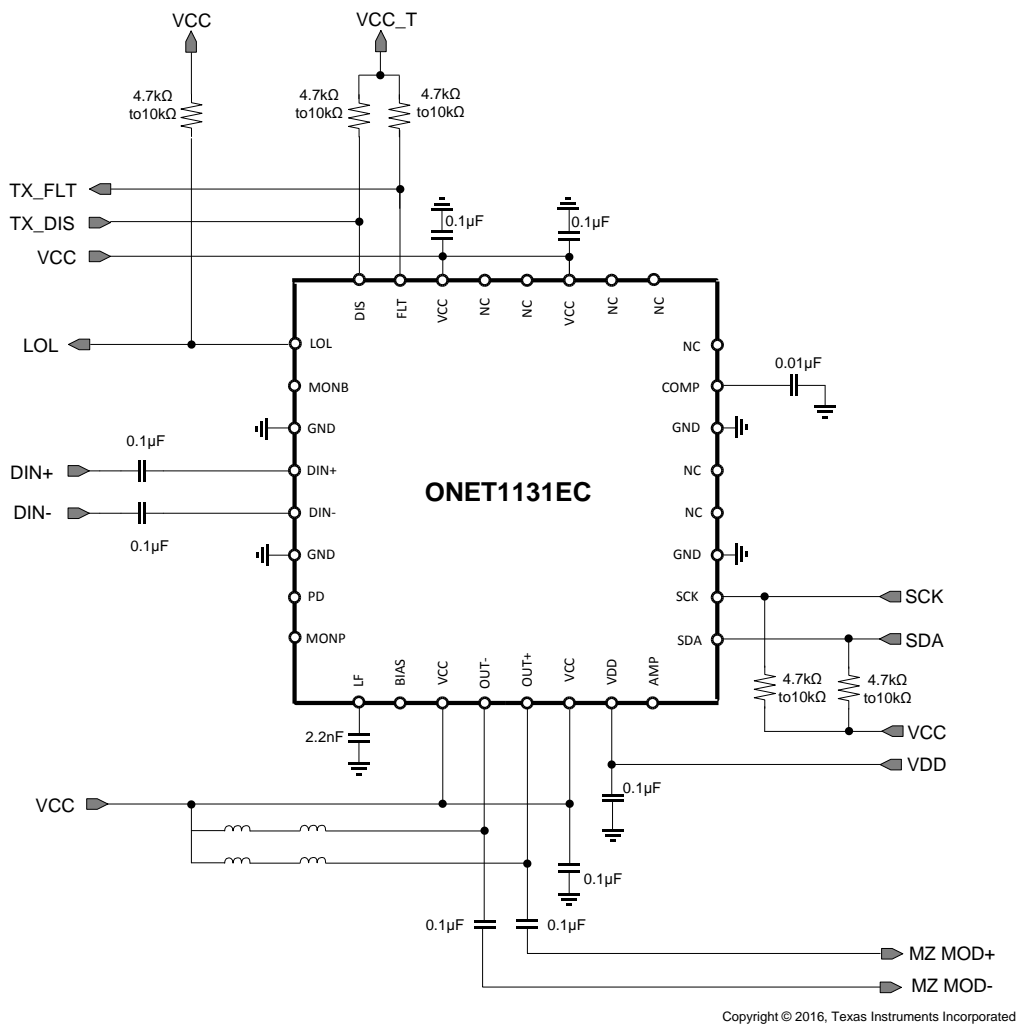 VCC
VCC_T
4.7kΩ
to10kΩ
4.7kΩ
to10kΩ
4.7kΩ
to10kΩ
TX_FLT
TX_DIS
VCC
0.1µF
0.1µF
DIS
FLT
VCC
NC
NC
VCC
NC
NC
LOL
LOL
NC
MONB
COMP
0.01µF
GND
GND
0.1µF
DIN+
DIN+
NC
ONET1131EC
DIN-
DIN-
NC
0.1µF
GND
GND
PD
SCK
SCK
MONP
SDA
SDA
LF
BIAS
VCC
OUT-
OUT+
VCC
VDD
AMP
4.7kΩ
to10kΩ
4.7kΩ
to10kΩ
2.2nF
VCC
VDD
0.1µF
VCC
0.1µF
0.1µF
0.1µF
MZ MOD+
MZ MOD-
Copyright © 2016, Texas Instruments Incorporated